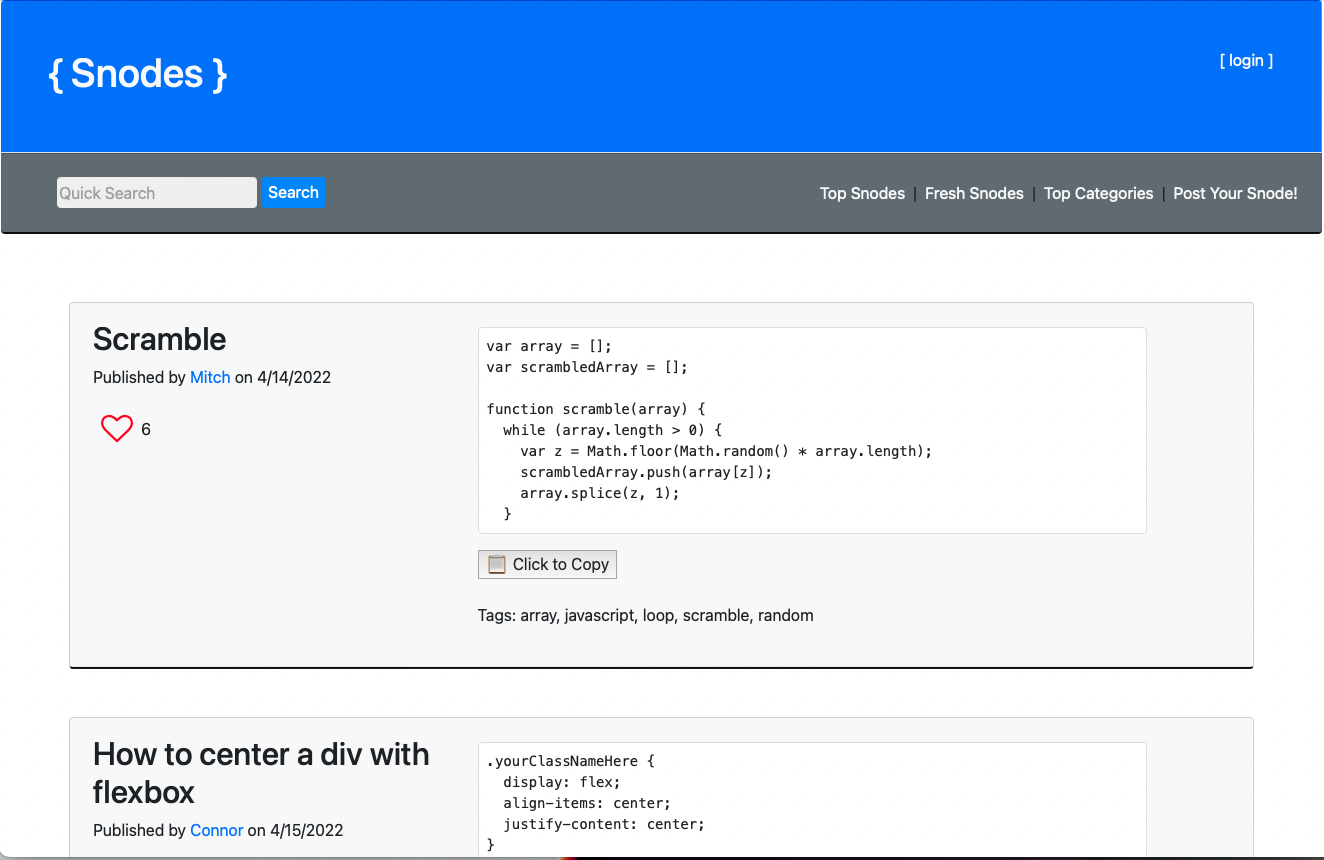 { Snodes }
[ login ]
Quick Search
Search
Top Snodes | Fresh Snodes | Top Categories | Post Your Snode!
Scramble
Published by Mitch on 4/14/2022
6
var array = [];
var scrambledArray = [];
function scramble(array) {
  while (array.length > 0) {
    var z = Math.floor(Math.random() * array.length);
    scrambledArray.push(array[z]);
    array.splice(z, 1);
  }
Click to Copy
Tags: array, javascript, loop, scramble, random
How to center a div with
flexbox
Published by Connor on 4/15/2022
.yourClassNameHere {
  display: flex;
  align-items: center;
  justify-content: center;
}